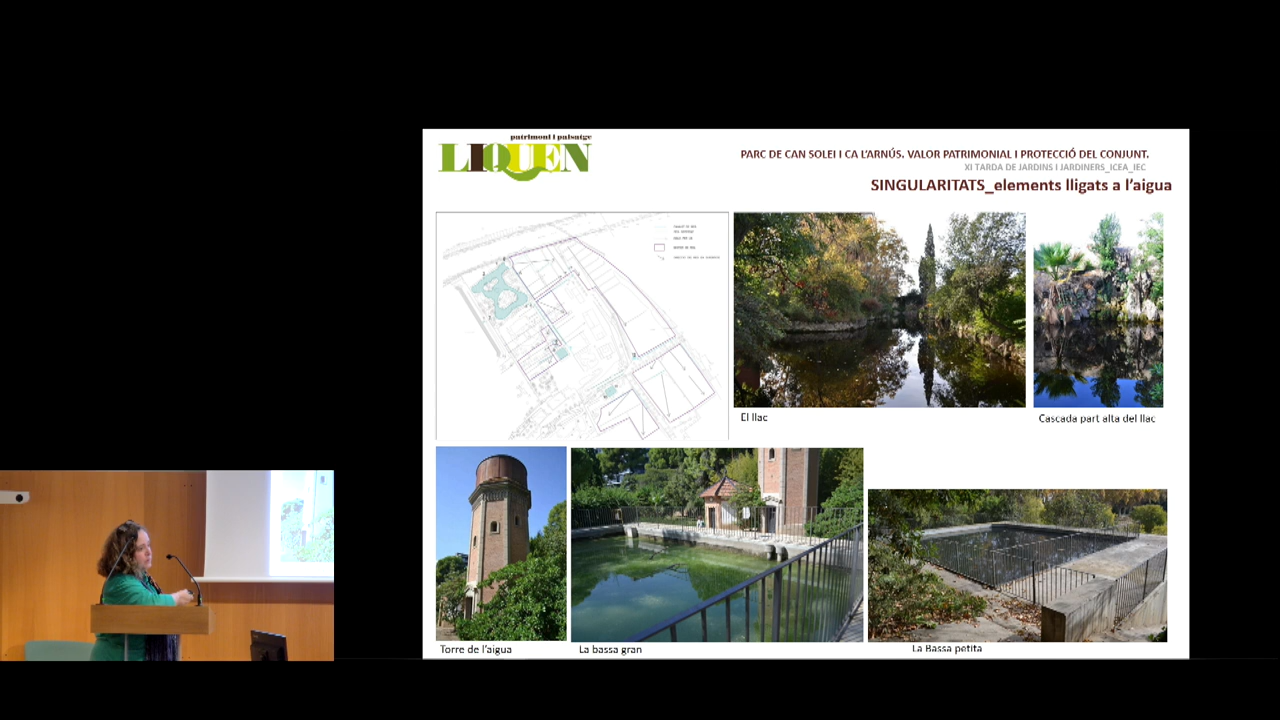 patrimoni i paisatge
LIQUEN
PARC DE CAN SOLEI I CA L'ARNÚS. VALOR PATRIMONIAL I PROTECCIÓ DEL CONJUNT.
XI TARDA DE JARDINS I JARDINERS_ICEA_IEC
SINGULARITATS_elements lligats a l'aigua
El llac
Cascada part alta del llac
Torre de l'aigua
La bassa gran
La Bassa petita